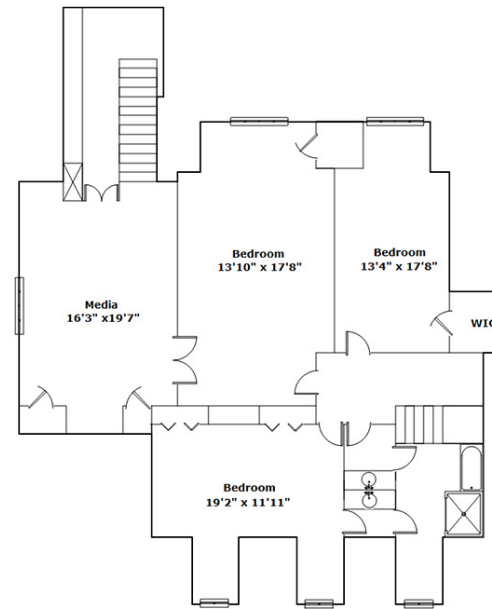 Bedroom
13'10" x 17'8"
Bedroom
13'4" x 17'8"
Media
16'3" x19'7"
WIC
Bedroom
19'2" x 11'11"